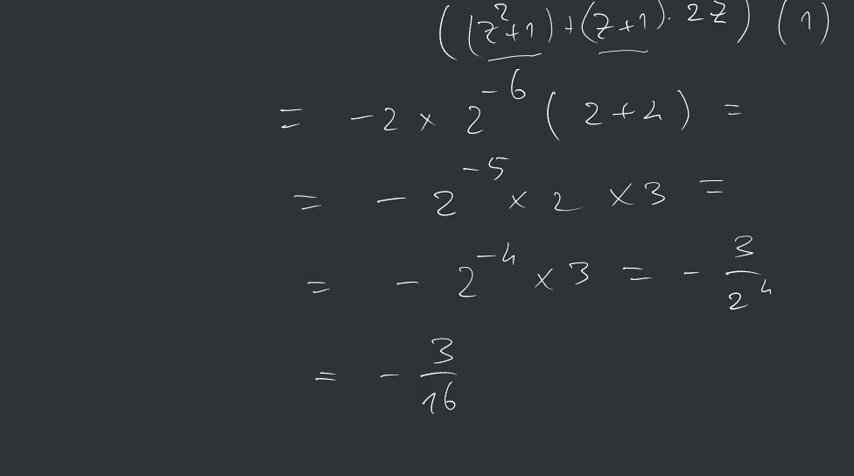 ((z²+1)+(z+1)·2z)(1)
= -2 × 2⁻⁶ (2+4) =
= - 2⁻⁵ × 2 × 3 =
= - 2⁻⁴ × 3 = - 3/2⁴
= - 3/16